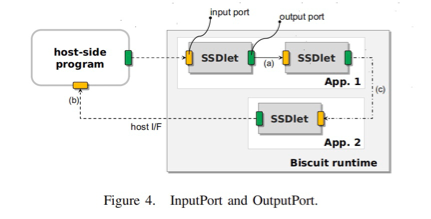 input port
output port
host-side
program
SSDlet
SSDlet
(a)
App. 1
(c)
(b)
SSDlet
host I/F
App. 2
Biscuit runtime
Figure 4. InputPort and OutputPort.